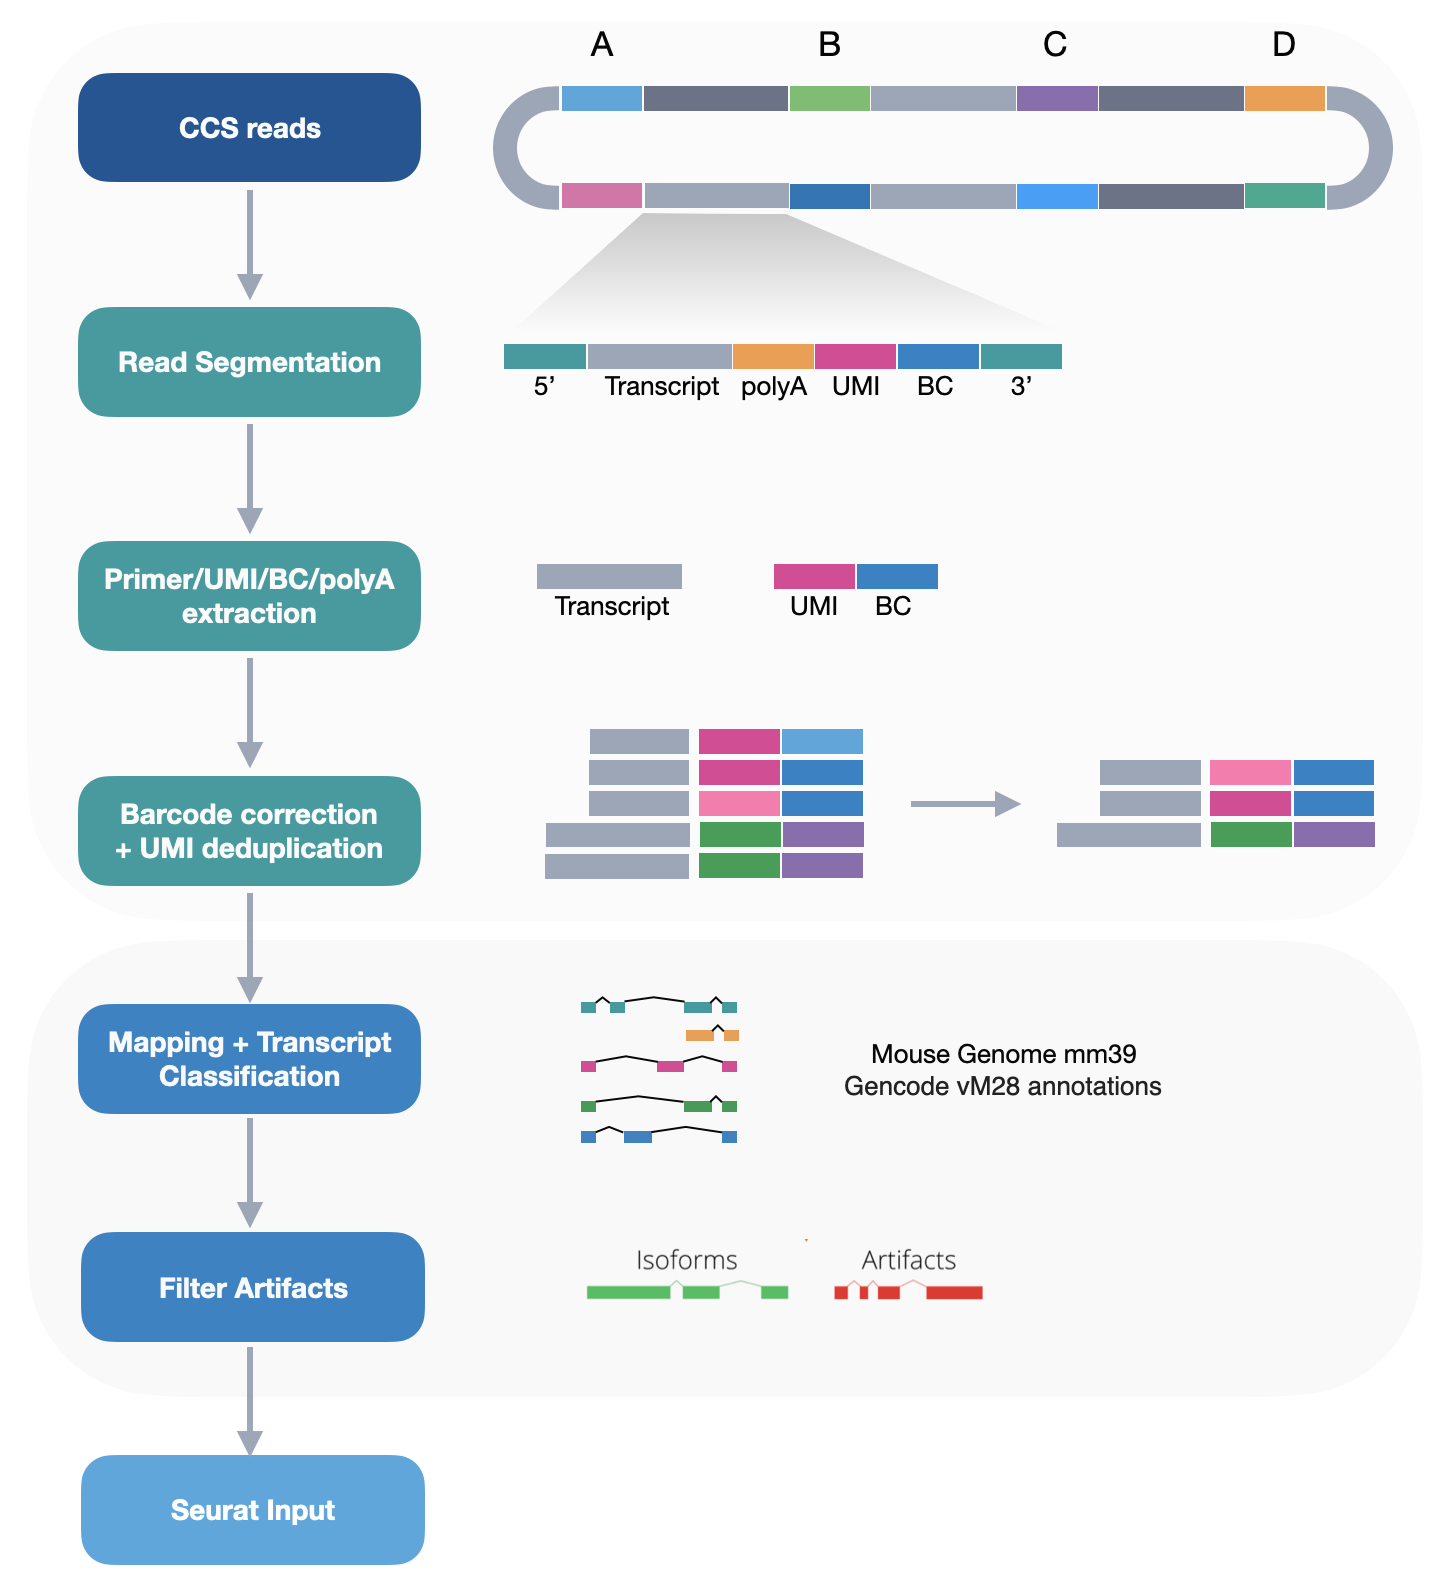 A
B
C
D
CCS reads
Read Segmentation
5’
Transcript
polyA
UMI
BC
3’
Primer/UMI/BC/polyA
extraction
Transcript
UMI
BC
Barcode correction
+ UMI deduplication
Mapping + Transcript
Classification
Mouse Genome mm39
Gencode vM28 annotations
Filter Artifacts
Isoforms
Artifacts
Seurat Input